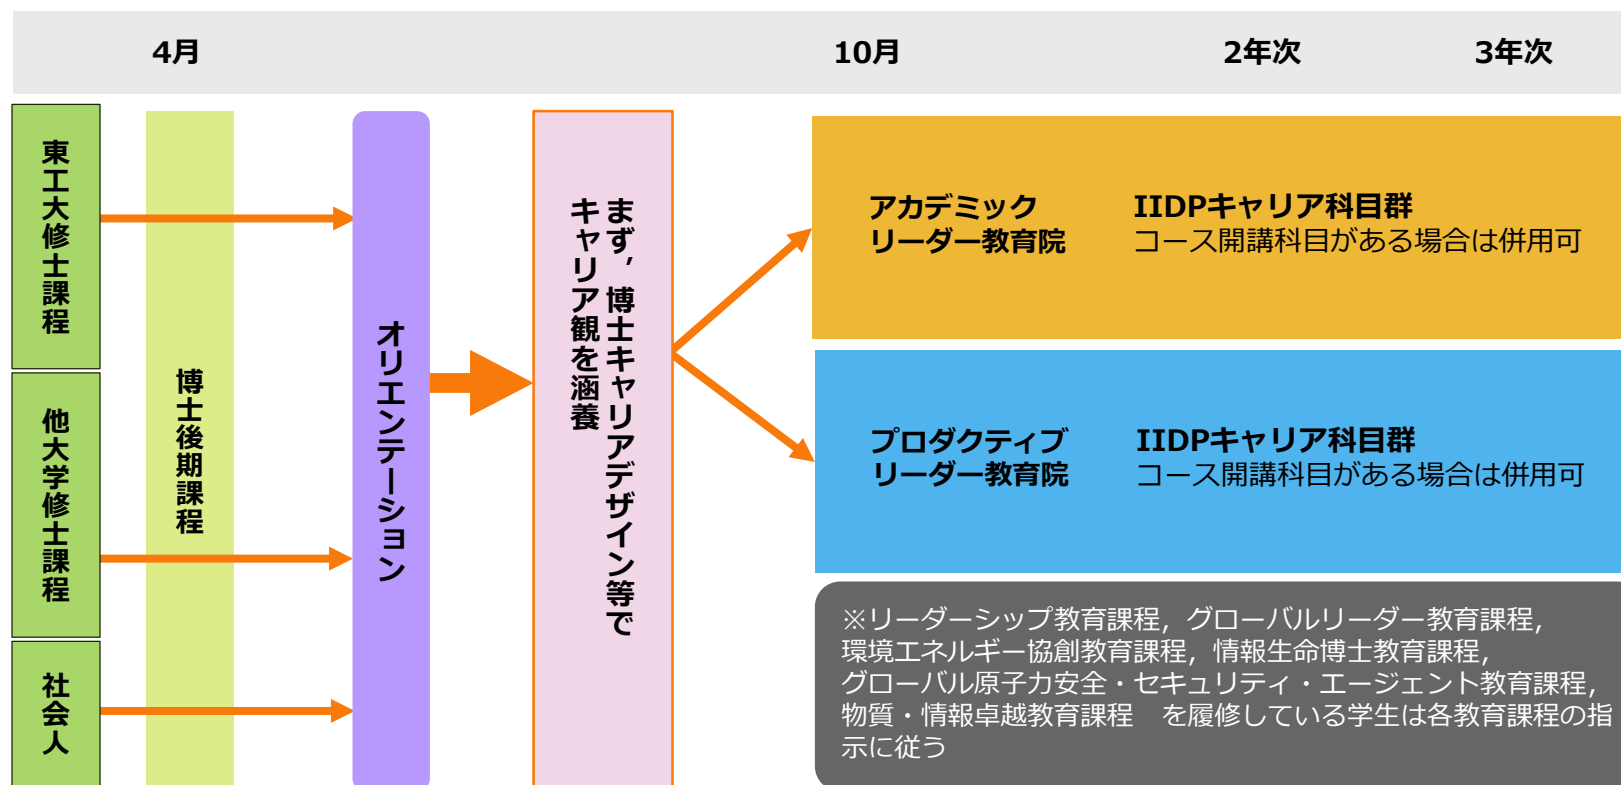 4月
10月
2年次
3年次
東工大修士課程
他大学修士課程
社会人
博士後期課程
オリエンテーション
まず，博士キャリアデザイン等で
キャリア観を涵養
アカデミック
リーダー教育院
IIDPキャリア科目群
コース開講科目がある場合は併用可
プロダクティブ
リーダー教育院
IIDPキャリア科目群
コース開講科目がある場合は併用可
※リーダーシップ教育課程，グローバルリーダー教育課程，
環境エネルギー協創教育課程，情報生命博士教育課程，
グローバル原子力安全・セキュリティ・エージェント教育課程，
物質・情報卓越教育課程　を履修している学生は各教育課程の指
示に従う